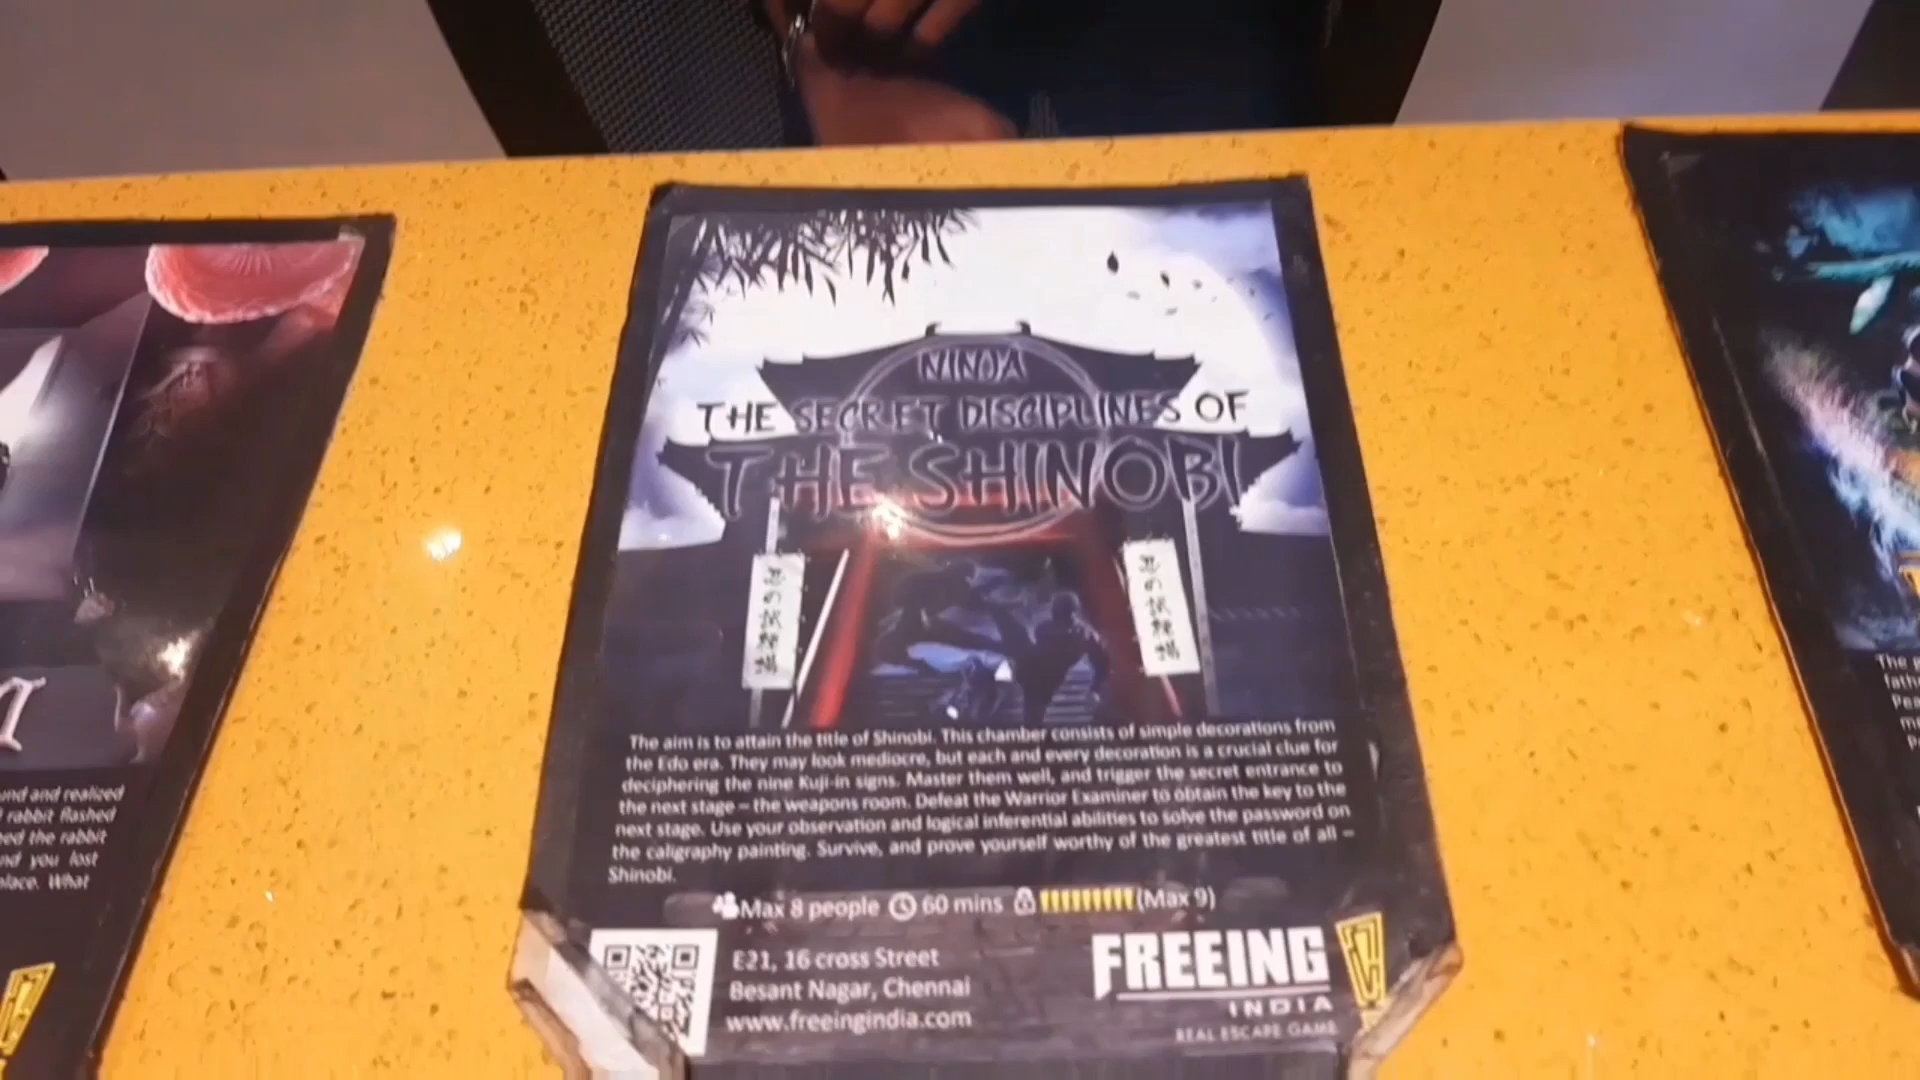 NINJA
THE SECRET DISCIPLINES OF
THE SHINOBI
The aim is to attain the title of Shinobi. This chamber consists of simple decorations from
the Edo era. They may look mediocre, but each and every decoration is a crucial clue for
deciphering the nine Kuji-in signs. Master them well, and trigger the secret entrance to
the next stage – the weapons room. Defeat the Warrior Examiner to obtain the key to the
next stage. Use your observation and logical inferential abilities to solve the password on
the caligraphy painting. Survive, and prove yourself worthy of the greatest title of all –
Shinobi.
Max 8 people 60 mins (Max 9)
E21, 16 cross Street
Besant Nagar, Chennai
www.freeingindia.com
FREEING
INDIA
REAL ESCAPE GAME
and realized
rabbit flashed
the rabbit
and you lost
What
The